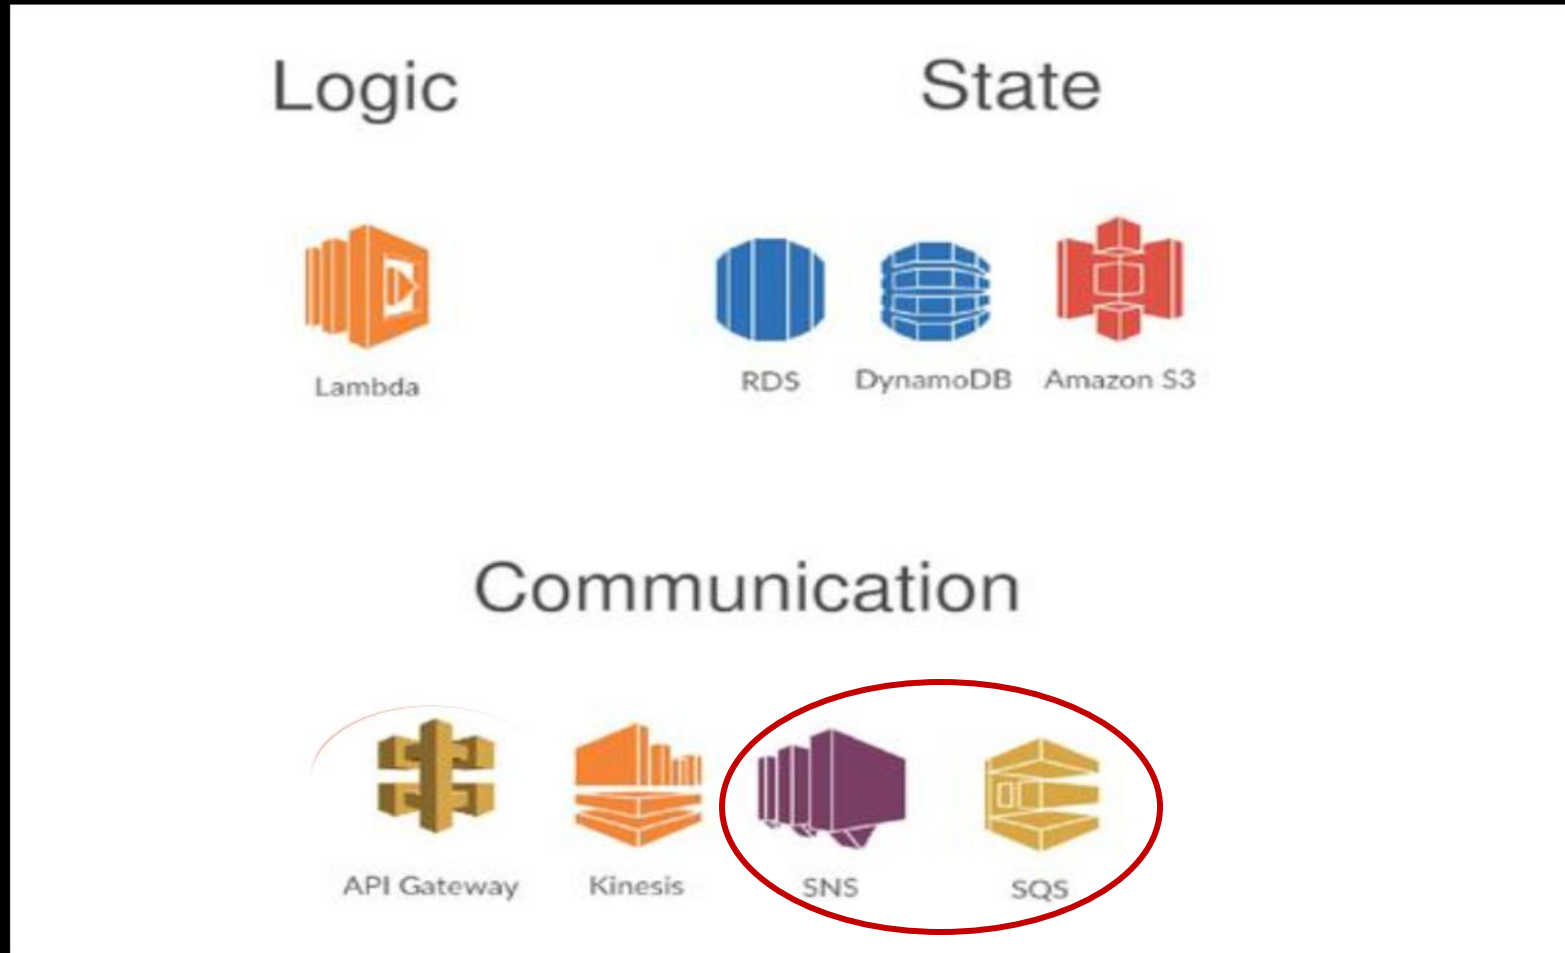 Logic
State
Lambda
RDS
DynamoDB
Amazon S3
Communication
API Gateway
Kinesis
SNS
SQS